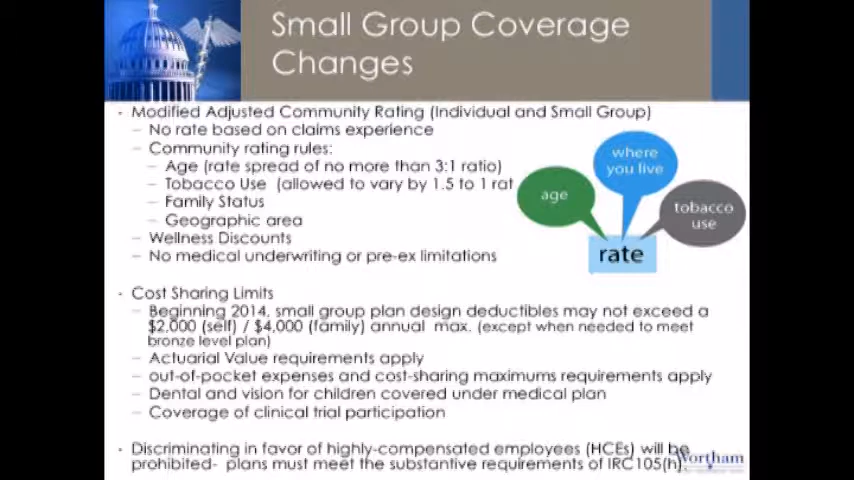 Small Group Coverage
Changes
- Modified Adjusted Community Rating (Individual and Small Group)
– No rate based on claims experience
– Community rating rules:
– Age (rate spread of no more than 3:1 ratio)
– Tobacco Use (allowed to vary by 1.5 to 1 rat
– Family Status
– Geographic area
– Wellness Discounts
– No medical underwriting or pre-ex limitations
where
you live
age
tobacco
use
rate
- Cost Sharing Limits
– Beginning 2014, small group plan design deductibles may not exceed a
$2,000 (self) / $4,000 (family) annual max. (except when needed to meet
bronze level plan)
– Actuarial Value requirements apply
– out-of-pocket expenses and cost-sharing maximums requirements apply
– Dental and vision for children covered under medical plan
– Coverage of clinical trial participation
- Discriminating in favor of highly-compensated employees (HCEs) will be
prohibited- plans must meet the substantive requirements of IRC105(h).
Wortham